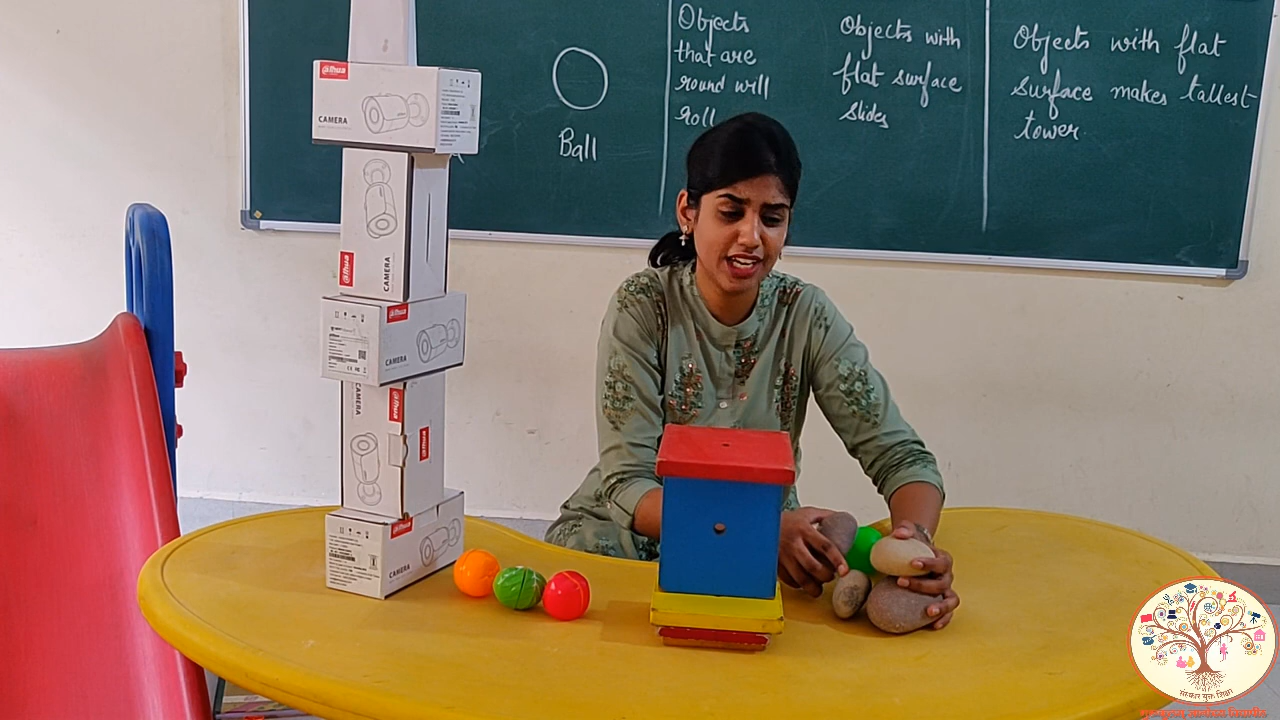 Objects
that are
round will
roll
Ball
Objects with
flat surface
slides
Objects with flat
surface makes tallest
tower
alhua
CAMERA
alhua
CAMERA
alhua
CAMERA
CAMERA
alhua
alhua
alhua
CAMERA
संस्कार युक्त शिक्षा